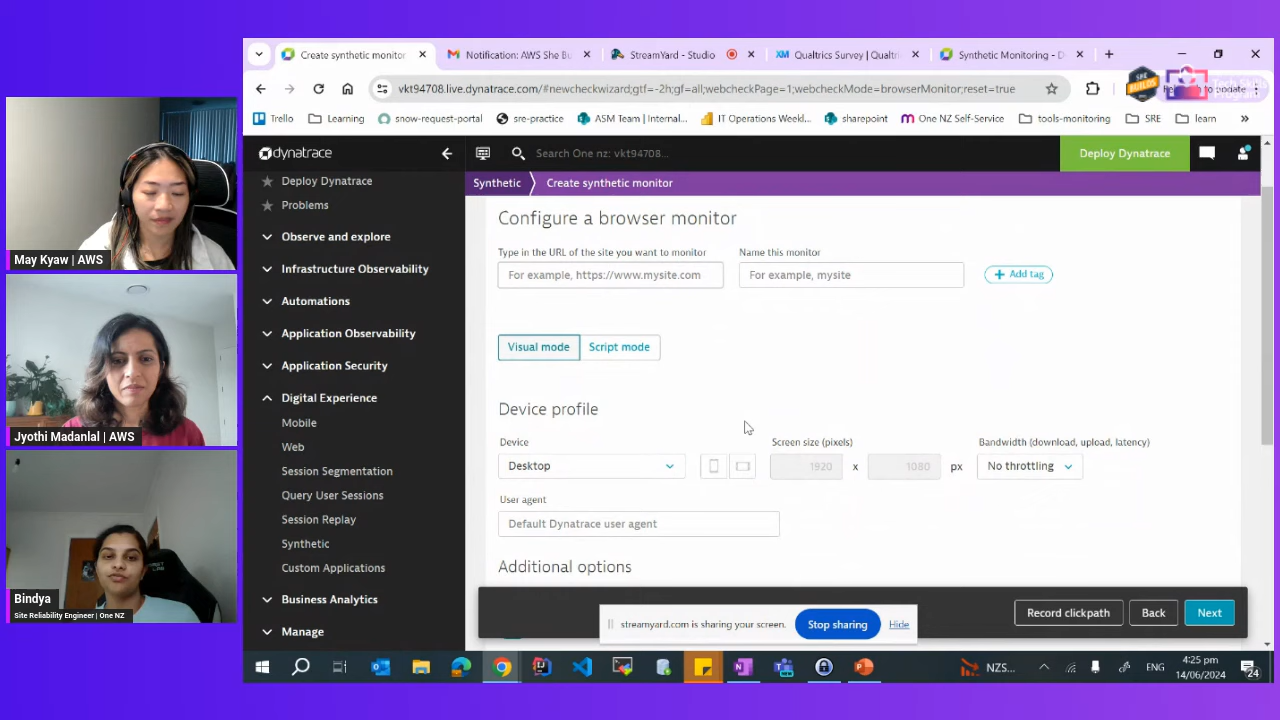 May Kyaw | AWS
Jyothi Madanlal | AWS
Bindya
Site Reliability Engineer | One NZ
Create synthetic monitor
Notification: AWS She Bu
StreamYard - Studio
Qualtrics Survey | Qualtri
Synthetic Monitoring - D
vkt94708.live.dynatrace.com/#newcheckwizard;gtf=-2h;gf=all;webcheckPage=1;webcheckMode=browserMonitor;reset=true
SHE
BUILDS
Tech Skills
Program
Trello
Learning
snow-request-portal
sre-practice
ASM Team | Internal...
IT Operations Weekl...
sharepoint
One NZ Self-Service
tools-monitoring
SRE
learn
dynatrace
Search One nz: vkt94708...
Deploy Dynatrace
Synthetic
Create synthetic monitor
Deploy Dynatrace
Problems
Observe and explore
Infrastructure Observability
Automations
Application Observability
Application Security
Digital Experience
Mobile
Web
Session Segmentation
Query User Sessions
Session Replay
Synthetic
Custom Applications
Business Analytics
Manage
Configure a browser monitor
Type in the URL of the site you want to monitor
Name this monitor
For example, https://www.mysite.com
For example, mysite
Add tag
Visual mode
Script mode
Device profile
Device
Screen size (pixels)
Bandwidth (download, upload, latency)
Desktop
1920
x
1080
px
No throttling
User agent
Default Dynatrace user agent
Additional options
Record clickpath
Back
Next
streamyard.com is sharing your screen.
Stop sharing
Hide
NZS...
ENG
4:25 pm
14/06/2024
24